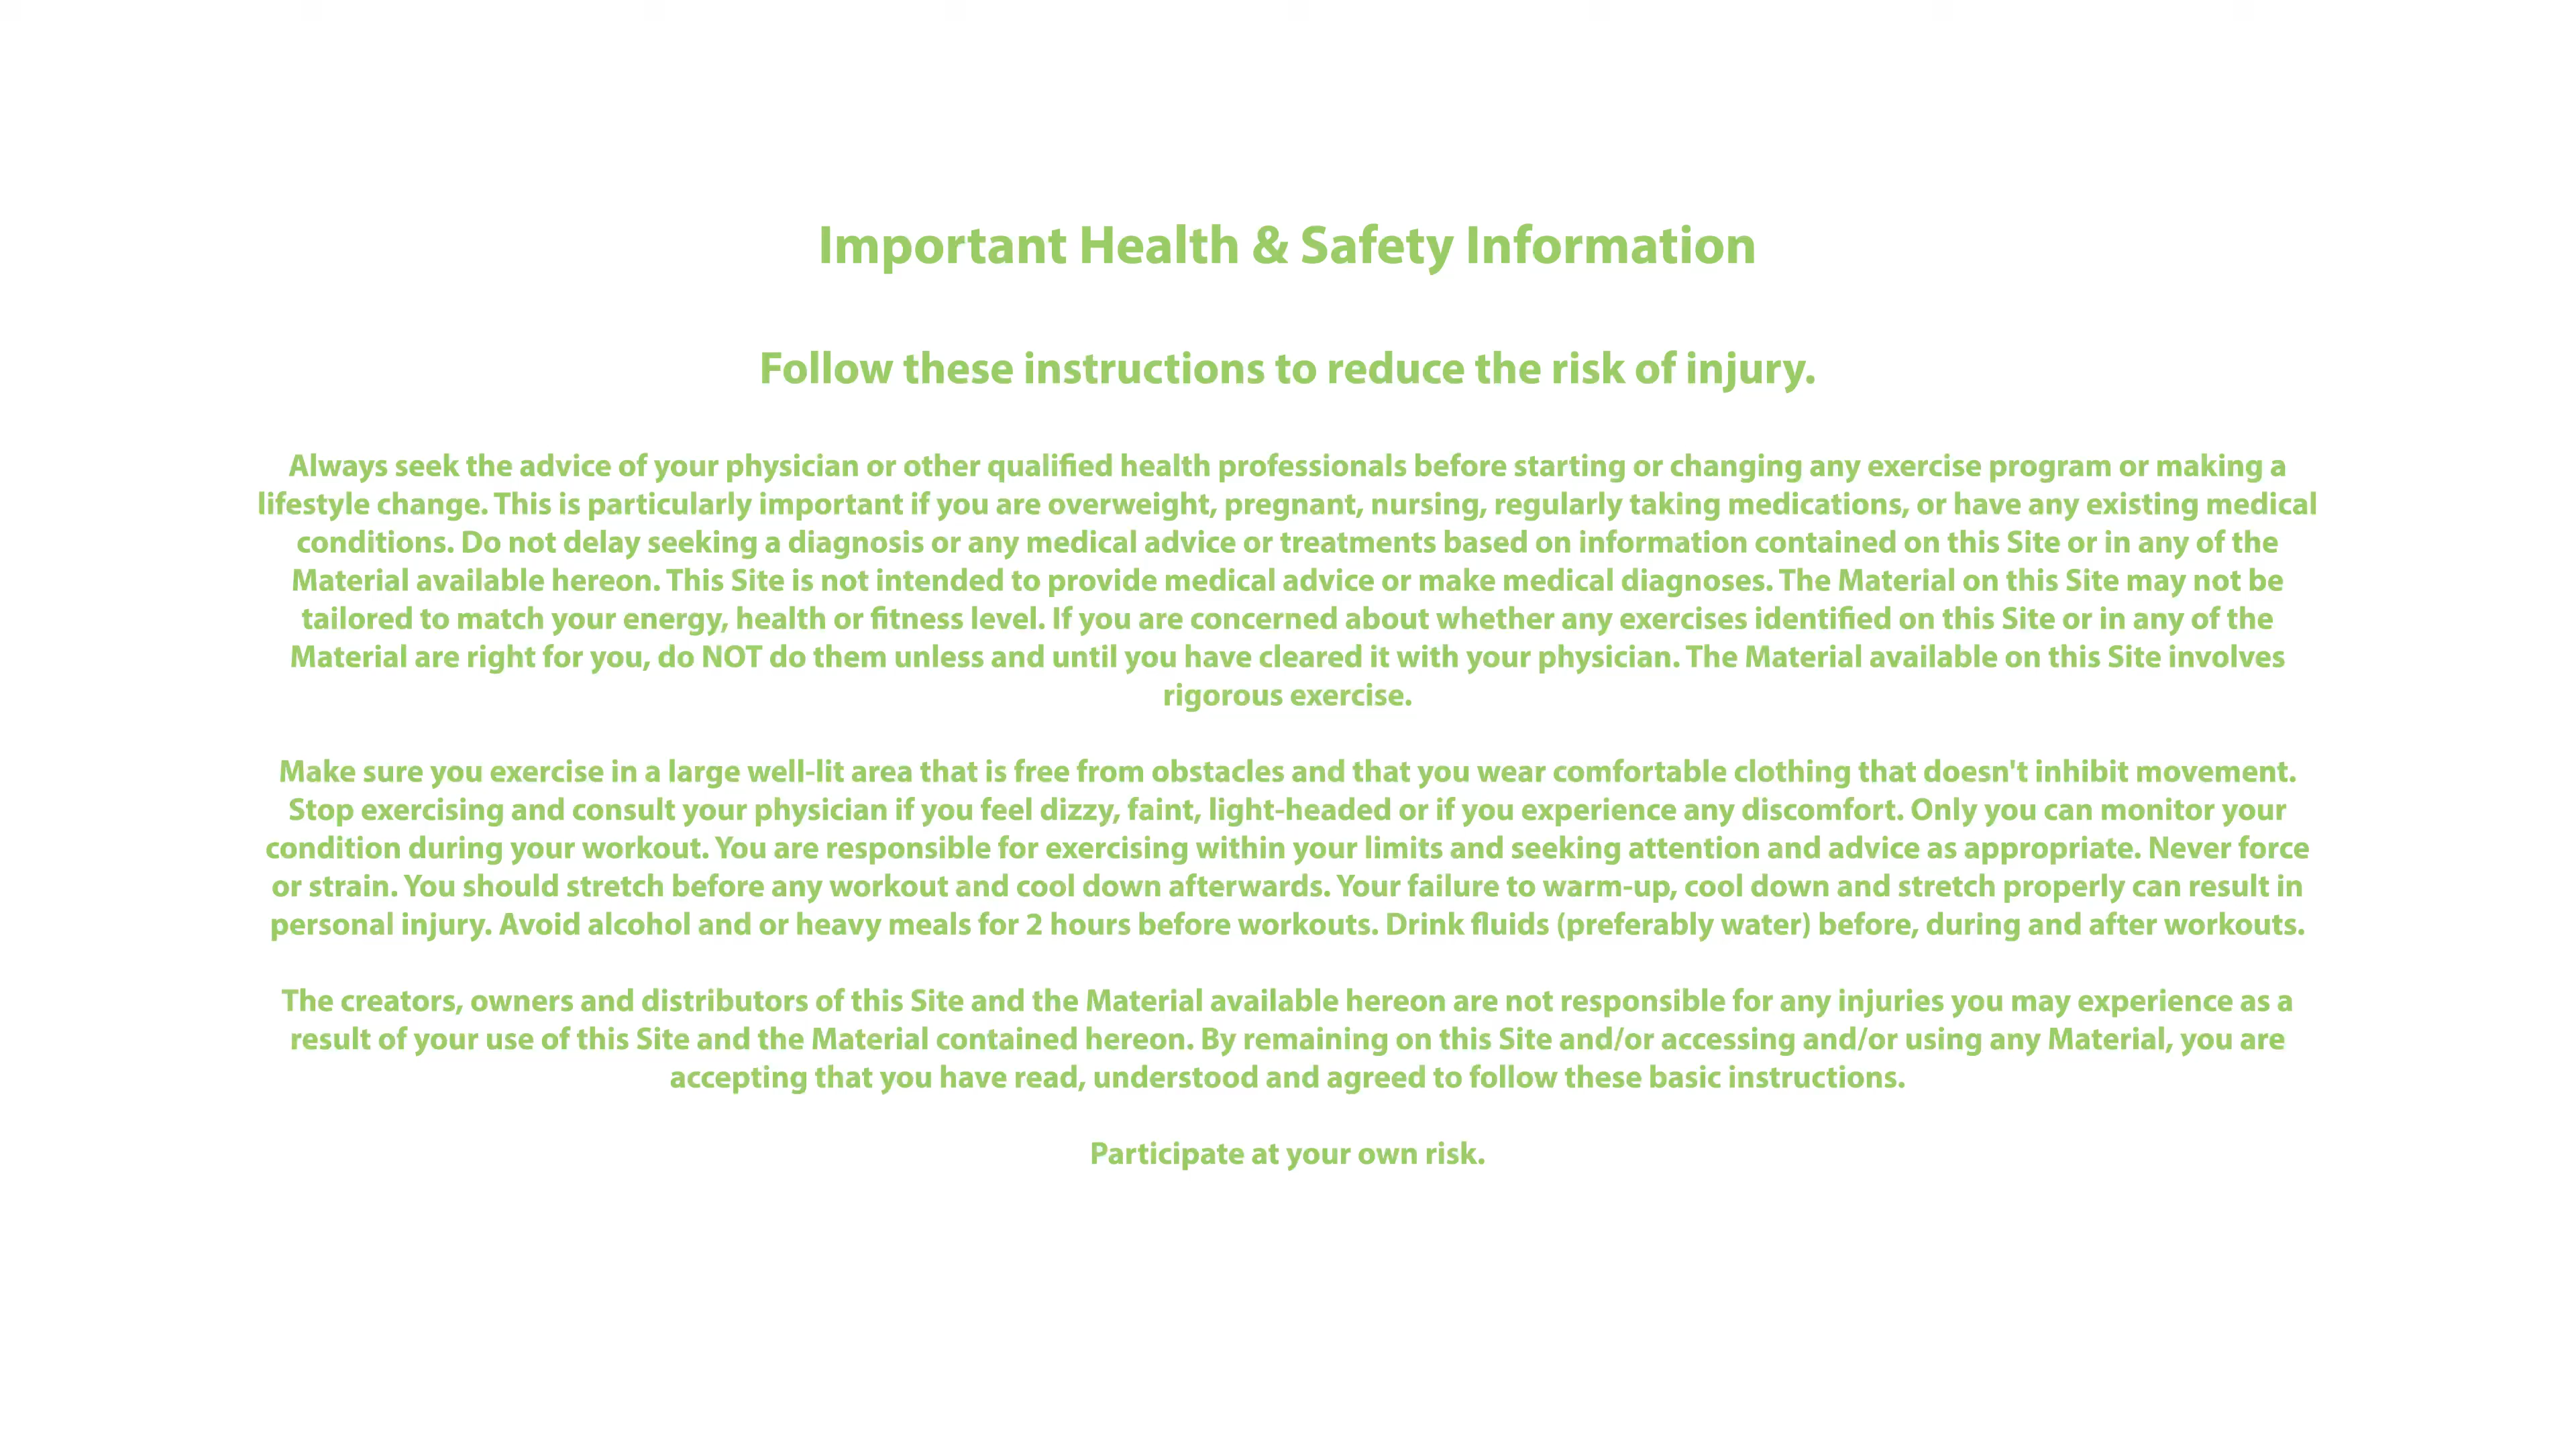 Important Health & Safety Information
Follow these instructions to reduce the risk of injury.
Always seek the advice of your physician or other qualified health professionals before starting or changing any exercise program or making a
lifestyle change. This is particularly important if you are overweight, pregnant, nursing, regularly taking medications, or have any existing medical
conditions. Do not delay seeking a diagnosis or any medical advice or treatments based on information contained on this Site or in any of the
Material available hereon. This Site is not intended to provide medical advice or make medical diagnoses. The Material on this Site may not be
tailored to match your energy, health or fitness level. If you are concerned about whether any exercises identified on this Site or in any of the
Material are right for you, do NOT do them unless and until you have cleared it with your physician. The Material available on this Site involves
rigorous exercise.
Make sure you exercise in a large well-lit area that is free from obstacles and that you wear comfortable clothing that doesn't inhibit movement.
Stop exercising and consult your physician if you feel dizzy, faint, light-headed or if you experience any discomfort. Only you can monitor your
condition during your workout. You are responsible for exercising within your limits and seeking attention and advice as appropriate. Never force
or strain. You should stretch before any workout and cool down afterwards. Your failure to warm-up, cool down and stretch properly can result in
personal injury. Avoid alcohol and or heavy meals for 2 hours before workouts. Drink fluids (preferably water) before, during and after workouts.
The creators, owners and distributors of this Site and the Material available hereon are not responsible for any injuries you may experience as a
result of your use of this Site and the Material contained hereon. By remaining on this Site and/or accessing and/or using any Material, you are
accepting that you have read, understood and agreed to follow these basic instructions.
Participate at your own risk.